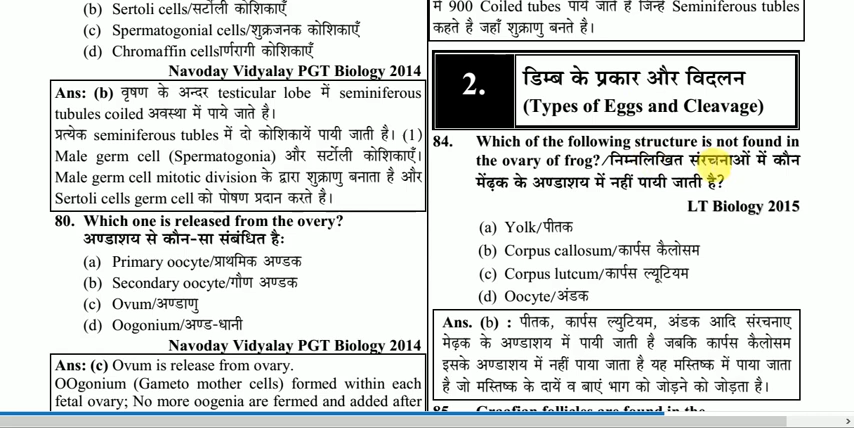 (b) Sertoli cells/सर्टोली कोशिकाएँ
(c) Spermatogonial cells/शुक्रजनक कोशिकाएँ
(d) Chromaffin cellsार्णरागी कोशिकाएँ
Navoday Vidyalay PGT Biology 2014
Ans: (b) वृषण के अन्दर testicular lobe में seminiferous
tubules coiled अवस्था में पाये जाते है।
प्रत्येक seminiferous tubles में दो कोशिकायें पायी जाती है। (1)
Male germ cell (Spermatogonia) और सर्टोली कोशिकाएँ।
Male germ cell mitotic division के द्वारा शुक्राणु बनाता है और
Sertoli cells germ cell को पोषण प्रदान करते है।
80. Which one is released from the overy?
अण्डाशय से कौन-सा संबंधित है:
(a) Primary oocyte/प्राथमिक अण्डक
(b) Secondary oocyte/गौण अण्डक
(c) Ovum/अण्डाणु
(d) Oogonium/अण्ड-धानी
Navoday Vidyalay PGT Biology 2014
Ans: (c) Ovum is release from ovary.
OOgonium (Gameto mother cells) formed within each
fetal ovary; No more oogenia are fermed and added after
में 900 Coiled tubes पाये जाते हैं जिन्हें Seminiferous tubles
कहते है जहाँ शुक्राणु बनते है।
2. डिम्ब के प्रकार और विदलन
(Types of Eggs and Cleavage)
84. Which of the following structure is not found in
the ovary of frog?/निम्नलिखित संरचनाओं में कौन
मेंढ़क के अण्डाशय में नहीं पायी जाती है?
LT Biology 2015
(a) Yolk/पीतक
(b) Corpus callosum/कार्पस कैलोसम
(c) Corpus lutcum/कार्पस ल्यूटियम
(d) Oocyte/अंडक
Ans. (b) : पीतक, कार्पस ल्युटियम, अंडक आदि संरचनाए
मेढ़क के अण्डाशय में पायी जाती है जबकि कार्पस कैलोसम
इसके अण्डाशय में नहीं पाया जाता है यह मस्तिष्क में पाया जाता
है जो मस्तिष्क के दायें व बाएं भाग को जोड़ने को जोड़ता है।
85. Graafian follicles are found in the